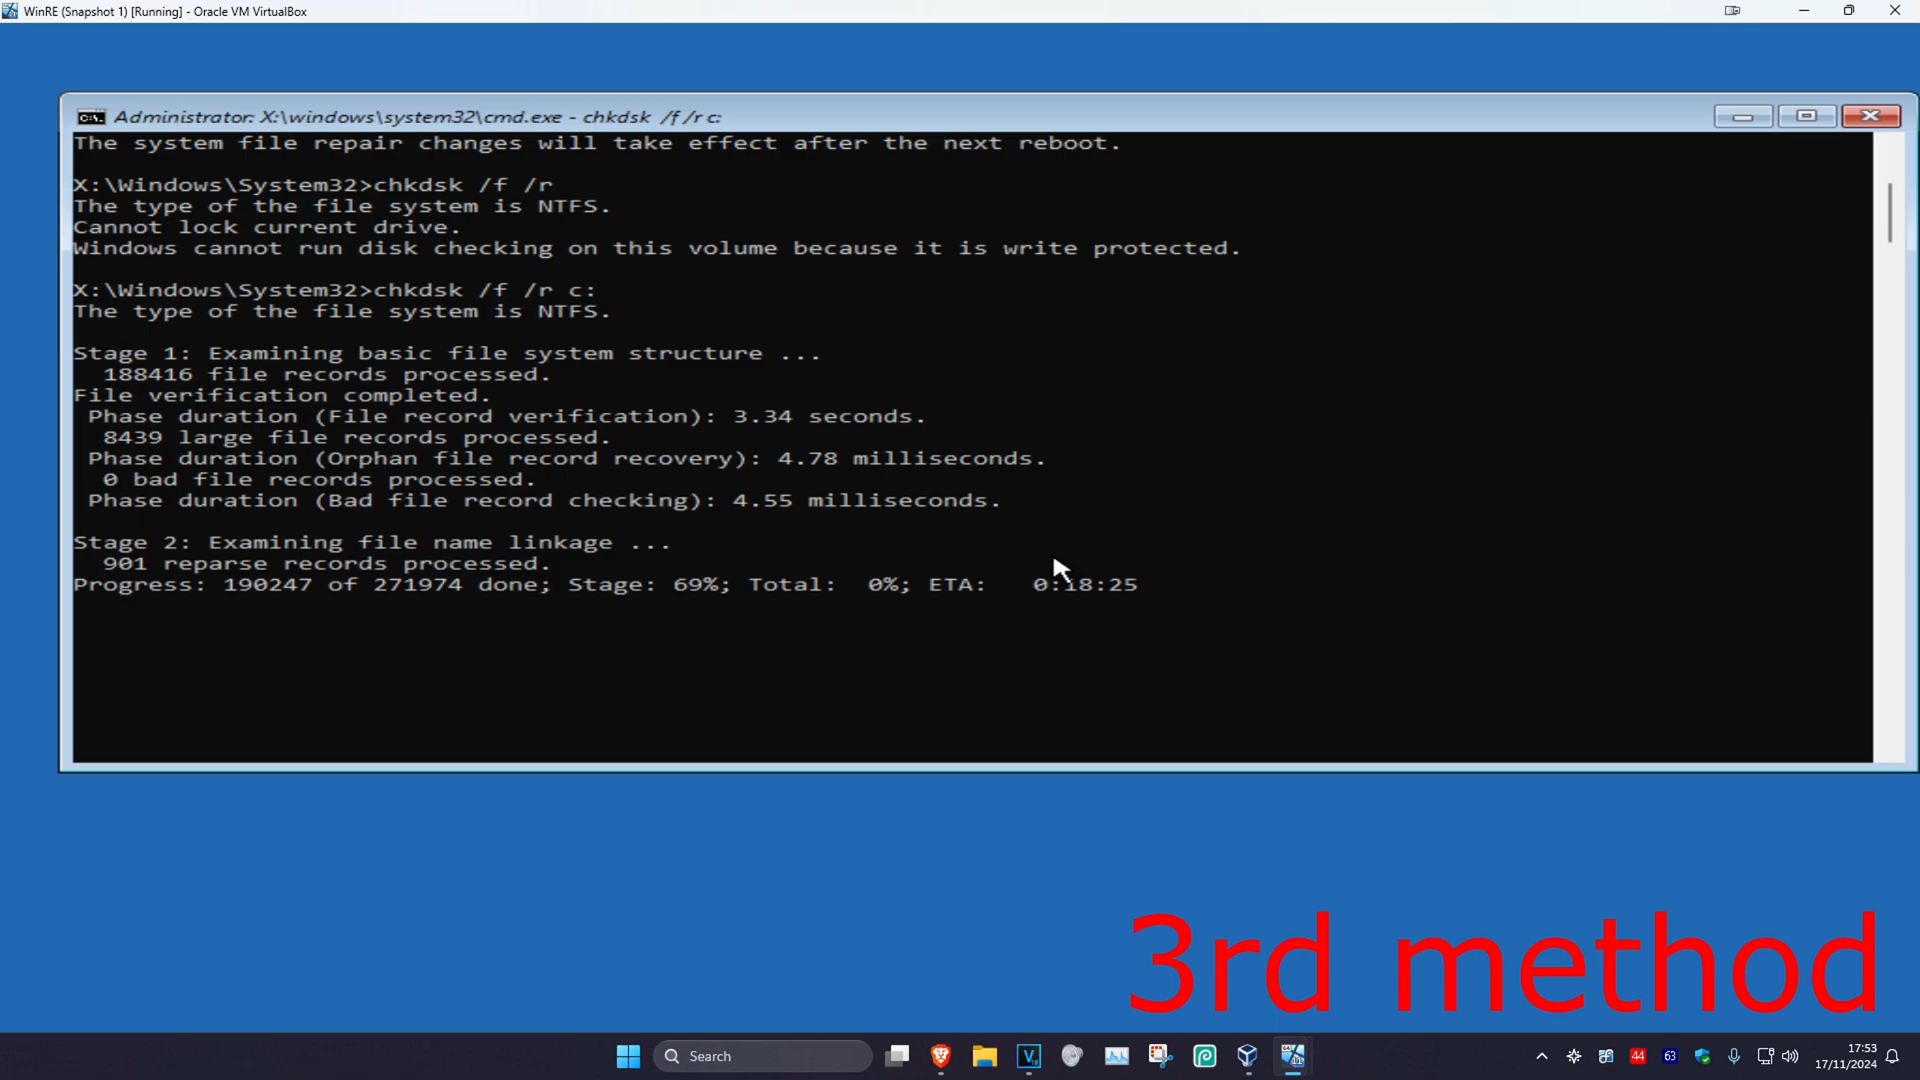 WinRE (Snapshot 1) [Running] - Oracle VM VirtualBox
Administrator: X:\windows\system32\cmd.exe - chkdsk /f /r c:
The system file repair changes will take effect after the next reboot.
X:\Windows\System32>chkdsk /f /r
The type of the file system is NTFS.
Cannot lock current drive.
Windows cannot run disk checking on this volume because it is write protected.
X:\Windows\System32>chkdsk /f /r c:
The type of the file system is NTFS.
Stage 1: Examining basic file system structure ...
188416 file records processed.
File verification completed.
Phase duration (File record verification): 3.34 seconds.
8439 large file records processed.
Phase duration (Orphan file record recovery): 4.78 milliseconds.
0 bad file records processed.
Phase duration (Bad file record checking): 4.55 milliseconds.
Stage 2: Examining file name linkage ...
901 reparse records processed.
Progress: 190247 of 271974 done; Stage: 69%; Total: 0%; ETA: 0:18:25
3rd method
Search
44
63
17:53
17/11/2024